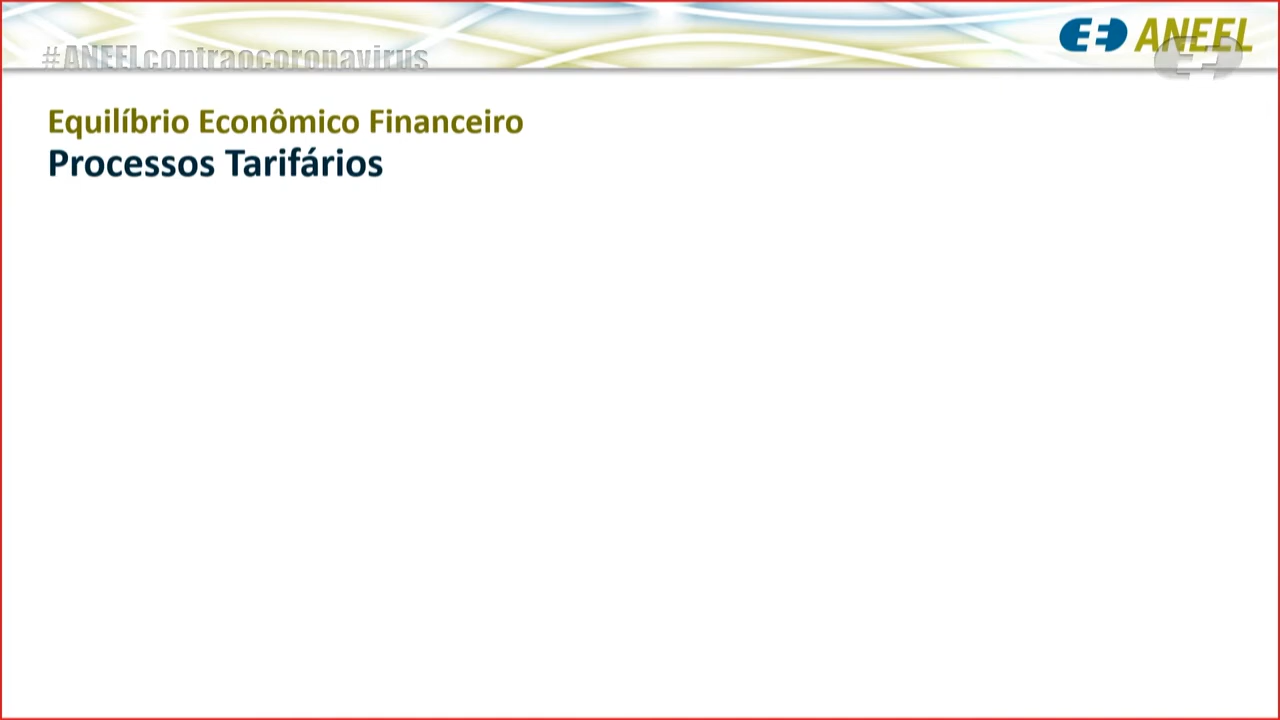 ANEEL
#ANEELcontraocoronavirus
Equilíbrio Econômico Financeiro
Processos Tarifários